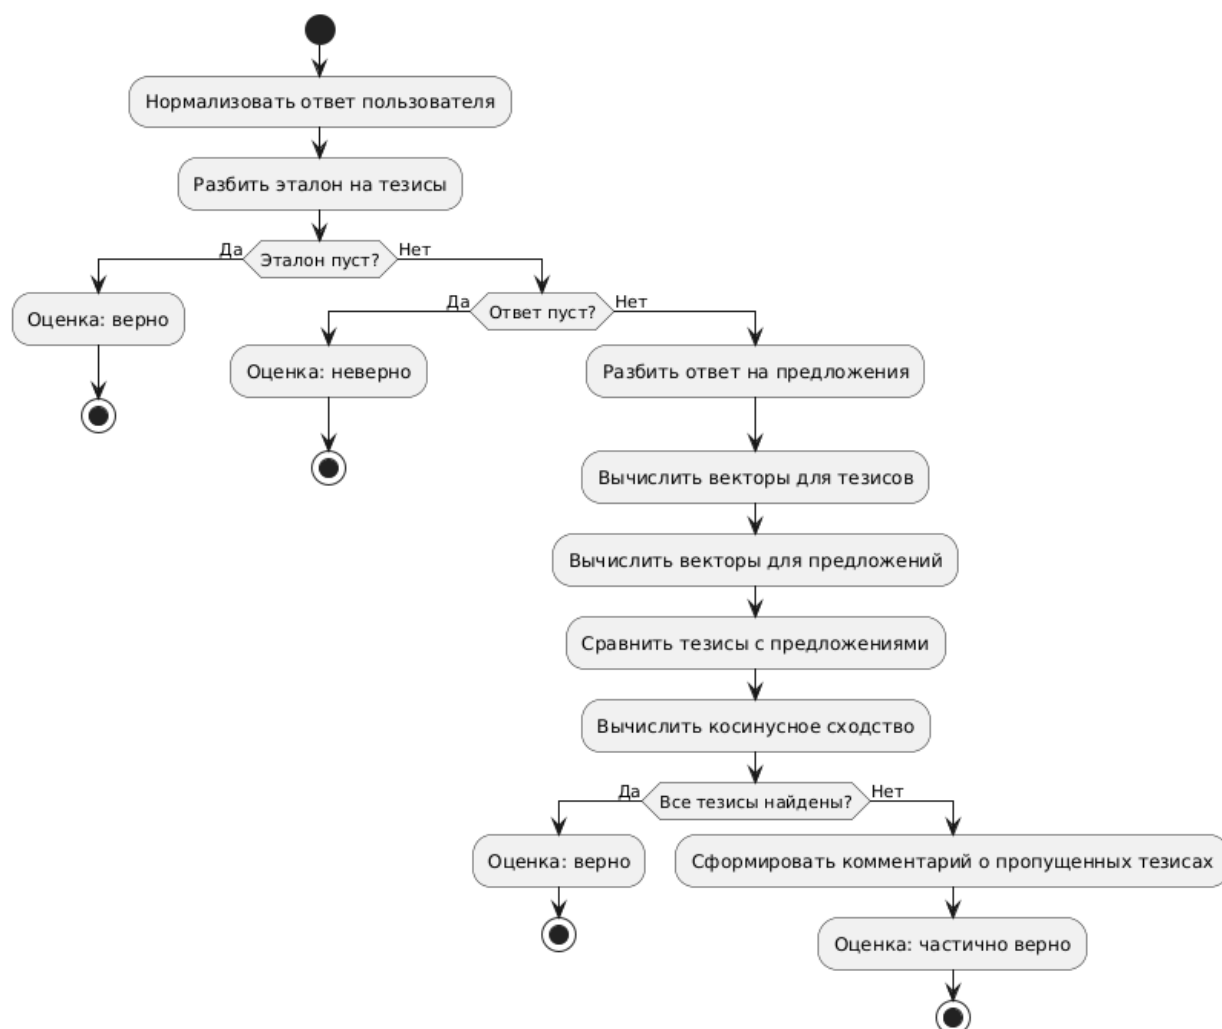 Нормализовать ответ пользователя
Разбить эталон на тезисы
Да
Эталон пуст?
Нет
Оценка: верно
Да
Ответ пуст?
Нет
Оценка: неверно
Разбить ответ на предложения
Вычислить векторы для тезисов
Вычислить векторы для предложений
Сравнить тезисы с предложениями
Вычислить косинусное сходство
Да
Все тезисы найдены?
Нет
Оценка: верно
Сформировать комментарий о пропущенных тезисах
Оценка: частично верно